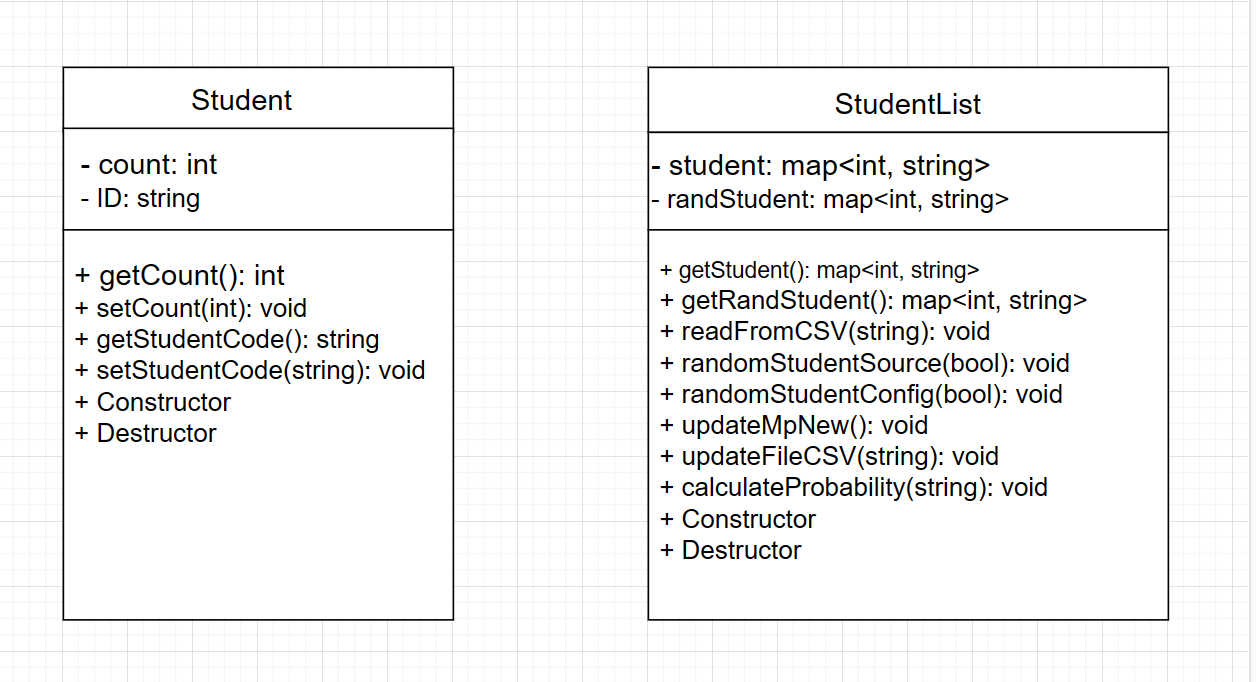 Student
- count: int
- ID: string
+ getCount(): int
+ setCount(int): void
+ getStudentCode(): string
+ setStudentCode(string): void
+ Constructor
+ Destructor
StudentList
- student: map<int, string>
- randStudent: map<int, string>
+ getStudent(): map<int, string>
+ getRandStudent(): map<int, string>
+ readFromCSV(string): void
+ randomStudentSource(bool): void
+ randomStudentConfig(bool): void
+ updateMpNew(): void
+ updateFileCSV(string): void
+ calculateProbability(string): void
+ Constructor
+ Destructor